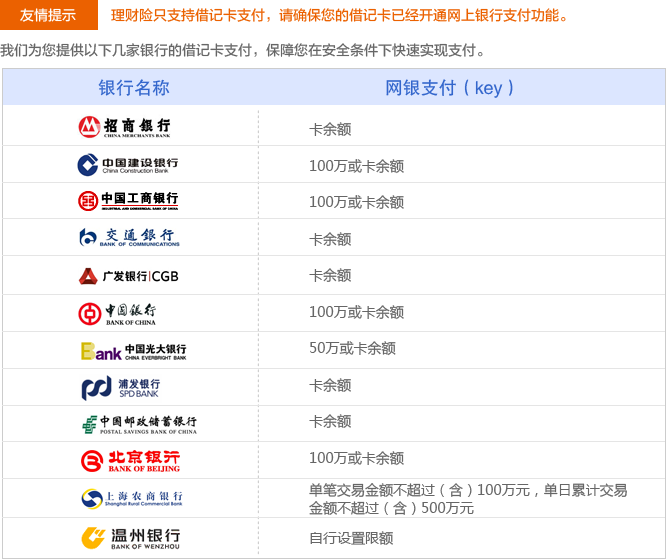 友情提示
理财险只支持借记卡支付，请确保您的借记卡已经开通网上银行支付功能。
我们为您提供以下几家银行的借记卡支付，保障您在安全条件下快速实现支付。
银行名称 网银支付（key）
招商银行 卡余额
CHINA MERCHANTS BANK
中国建设银行 100万或卡余额
China Construction Bank
中国工商银行 100万或卡余额
INDUSTRIAL AND COMMERCIAL BANK OF CHINA
交通銀行 卡余额
BANK OF COMMUNICATIONS
广发银行|CGB 卡余额
中国银行 100万或卡余额
BANK OF CHINA
Bank 中国光大银行 50万或卡余额
CHINA EVERBRIGHT BANK
浦发银行 卡余额
SPD BANK
中国邮政储蓄银行 卡余额
POSTAL SAVINGS BANK OF CHINA
北京银行 100万或卡余额
BANK OF BEIJING
上海农商银行 单笔交易金额不超过（含）100万元，单日累计交易
Shanghai Rural Commercial Bank 金额不超过（含）500万元
温州银行 自行设置限额
BANK OF WENZHOU